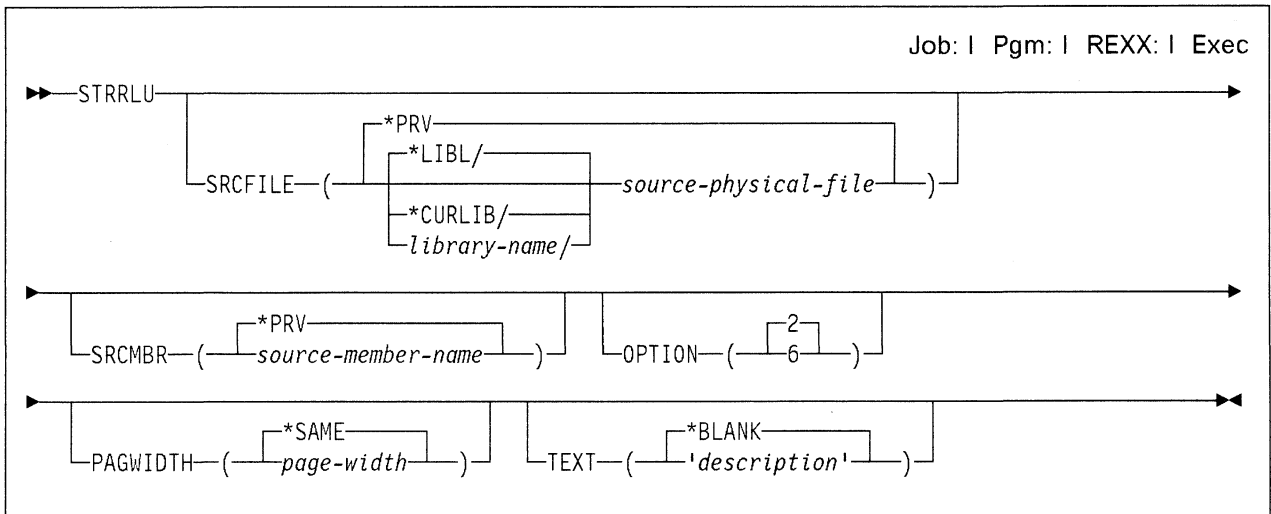 Job: I Pgm: I REXX: I Exec
STRRLU
*PRV
*LIBL/
SRCFILE ( source-physical-file )
*CURLIB/
library-name/
*PRV 2
SRCMBR ( source-member-name ) OPTION ( 6 )
*SAME *BLANK
PAGWIDTH ( page-width ) TEXT ( 'description' )